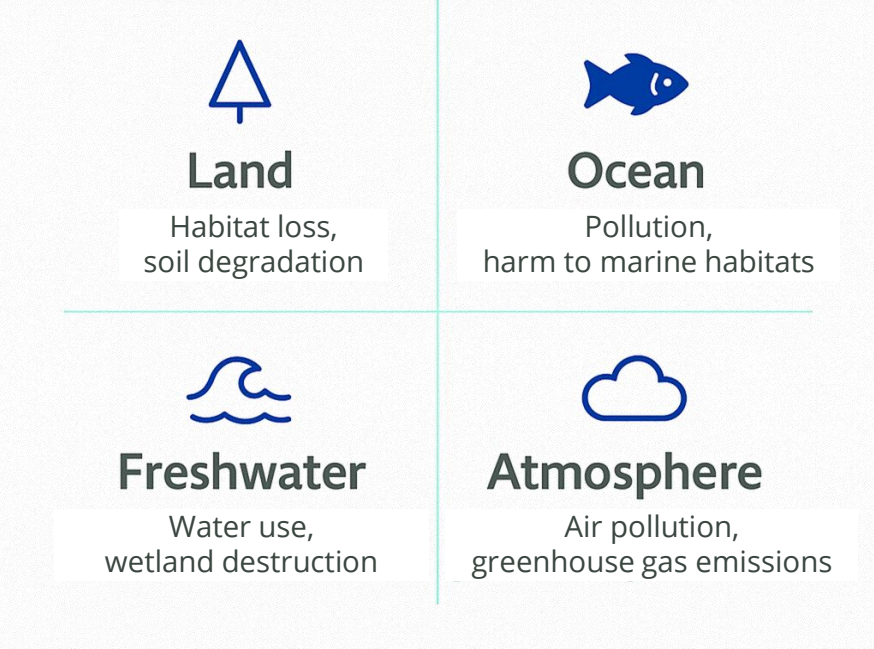 Land
Habitat loss,
soil degradation
Ocean
Pollution,
harm to marine habitats
Freshwater
Water use,
wetland destruction
Atmosphere
Air pollution,
greenhouse gas emissions